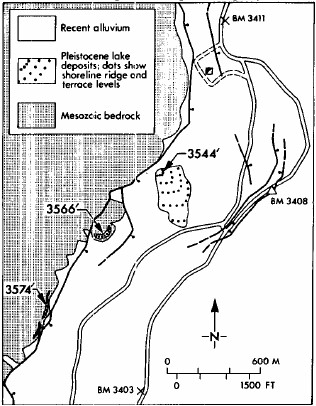 BM 3411
Recent alluvium
Pleistocene lake
deposits; dots show
shoreline ridge and
terrace levels
Mesozoic bedrock
3544'
3566'
BM 3408
3574'
-N-
0 600 M
0 1500 FT
BM 3403